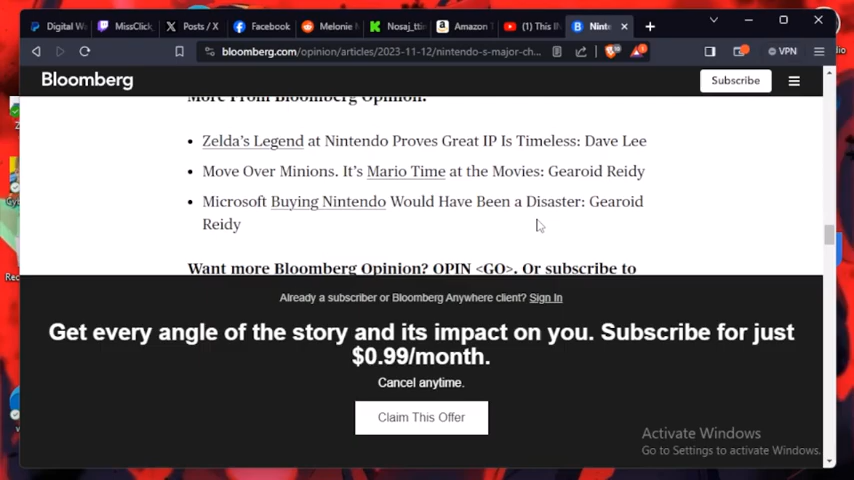 Digital Wa
MissClick
Posts / X
Facebook
Reddit Melonie M
Nosaj_ttin
Amazon T
(1) This IN
Nint
bloomberg.com/opinion/articles/2023-11-12/nintendo-s-major-ch...
VPN
Bloomberg
Subscribe
More From Bloomberg Opinion:
• Zelda's Legend at Nintendo Proves Great IP Is Timeless: Dave Lee
• Move Over Minions. It's Mario Time at the Movies: Gearoid Reidy
• Microsoft Buying Nintendo Would Have Been a Disaster: Gearoid
Reidy
Want more Bloomberg Opinion? OPIN <GO>. Or subscribe to
Already a subscriber or Bloomberg Anywhere client? Sign In
Get every angle of the story and its impact on you. Subscribe for just
$0.99/month.
Cancel anytime.
Claim This Offer
Activate Windows
Go to Settings to activate Windows.